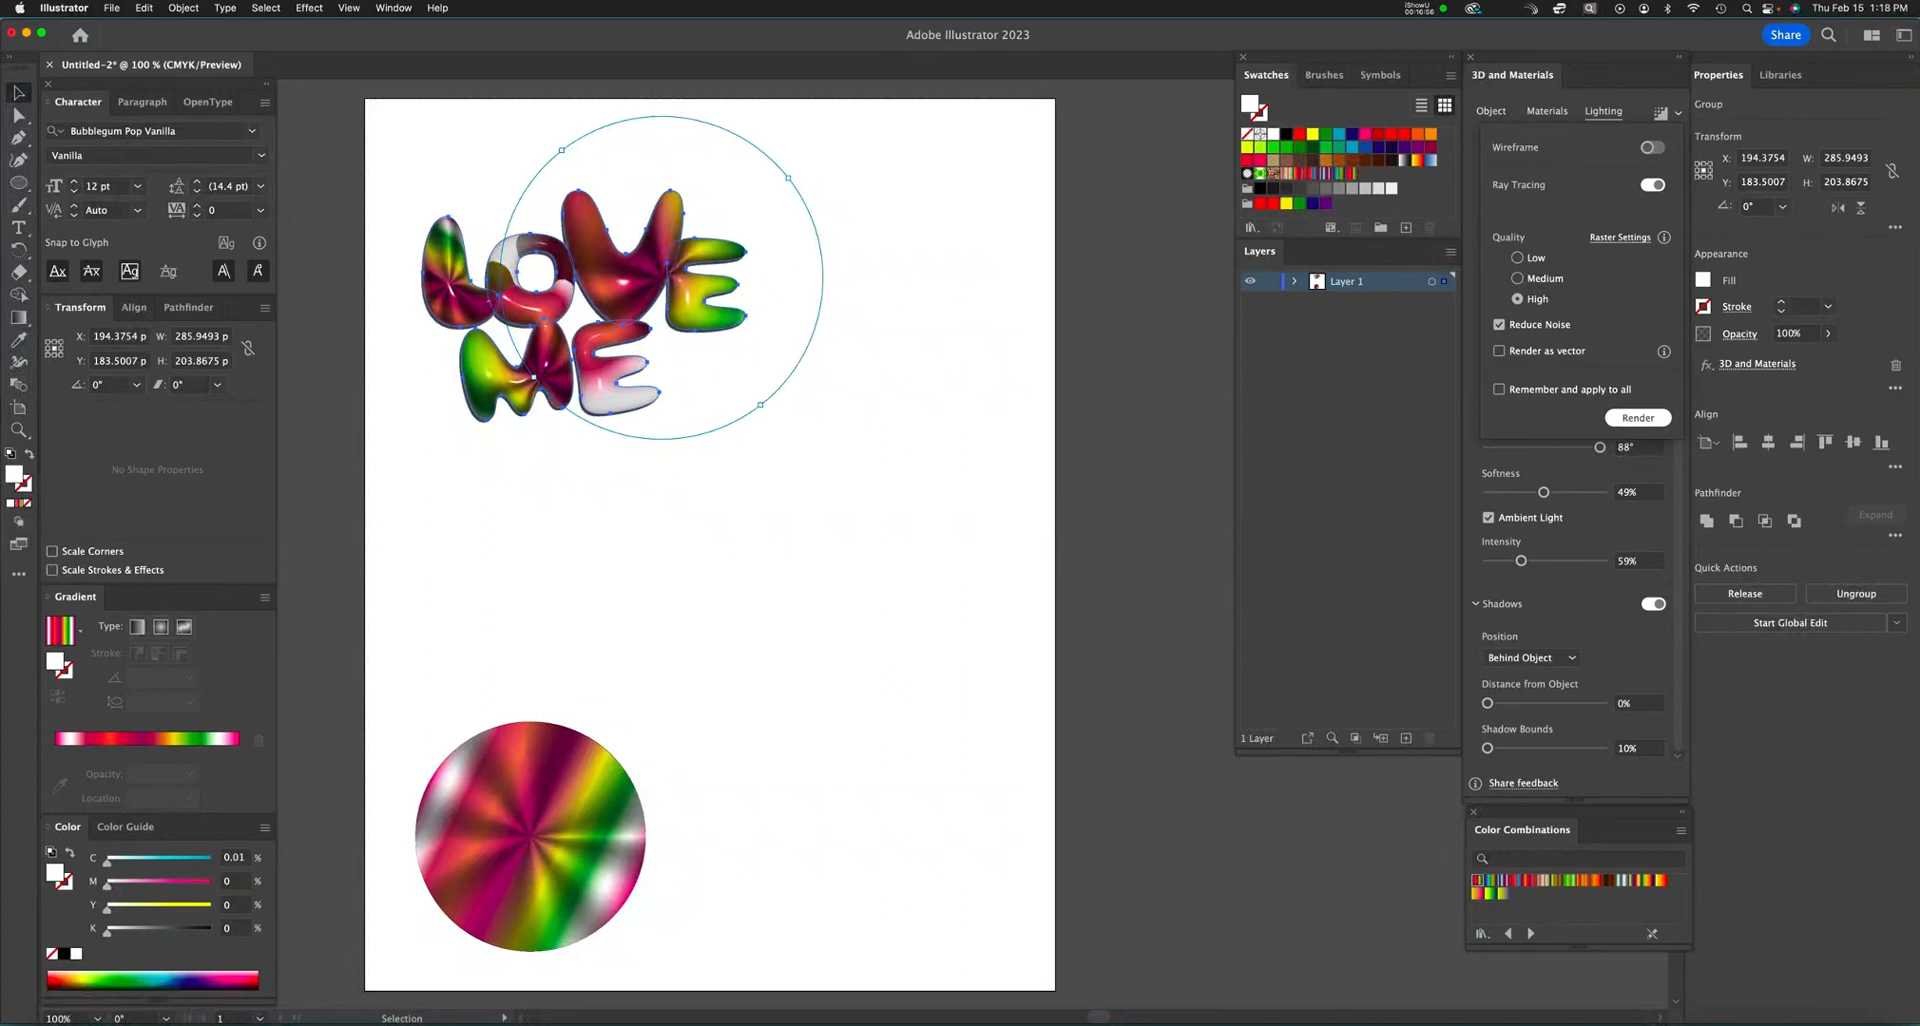 Illustrator File Edit Object Type Select Effect View Window Help
iShowU
00:16:56
Thu Feb 15 1:18 PM
Adobe Illustrator 2023
Share
Untitled-2* @ 100 % (CMYK/Preview)
Character Paragraph OpenType
Bubblegum Pop Vanilla
Vanilla
12 pt (14.4 pt)
Auto 0
Snap to Glyph
Transform Align Pathfinder
X: 194.3754 p W: 285.9493 p
Y: 183.5007 p H: 203.8675 p
0° 0°
No Shape Properties
Scale Corners
Scale Strokes & Effects
Gradient
Type:
Stroke:
Opacity:
Location:
Color Color Guide
C 0.01 %
M 0 %
Y 0 %
K 0 %
100% 0° 1 Selection
LOVE
ME
Swatches Brushes Symbols
Layers
Layer 1
1 Layer
3D and Materials
Object Materials Lighting
Wireframe
Ray Tracing
Quality Raster Settings
Low
Medium
High
Reduce Noise
Render as vector
Remember and apply to all
Render
88°
Softness
49%
Ambient Light
Intensity
59%
Shadows
Position
Behind Object
Distance from Object
0%
Shadow Bounds
10%
Share feedback
Color Combinations
Properties Libraries
Group
Transform
X: 194.3754 W: 285.9493
Y: 183.5007 H: 203.8675
0°
Appearance
Fill
Stroke
Opacity 100%
fx 3D and Materials
Align
Pathfinder
Expand
Quick Actions
Release Ungroup
Start Global Edit